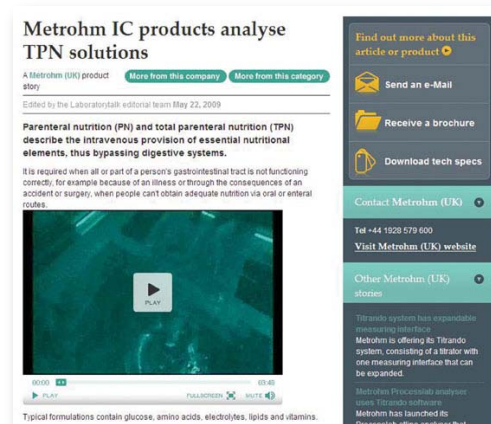 Metrohm IC products analyse
TPN solutions
A Metrohm (UK) product
story
More from this company
More from this category
Edited by the Laboratorytalk editorial team May 22, 2009
Parenteral nutrition (PN) and total parenteral nutrition (TPN)
describe the intravenous provision of essential nutritional
elements, thus bypassing digestive systems.
It is required when all or part of a person's gastrointestinal tract is not functioning
correctly, for example because of an illness or through the consequences of an
accident or surgery, when people can't obtain adequate nutrition via oral or enteral
routes.
PLAY
00:00
03:40
PLAY
FULLSCREEN
MUTE
Typical formulations contain glucose, amino acids, electrolytes, lipids and vitamins.
Find out more about this
article or product
Send an e-Mail
Receive a brochure
Download tech specs
Contact Metrohm (UK)
Tel +44 1928 579 600
Visit Metrohm (UK) website
Other Metrohm (UK)
stories
Titrando system has expandable
measuring interface
Metrohm is offering its Titrando
system, consisting of a titrator with
one measuring interface that can
be expanded.
Metrohm Processlab analyser
uses Titrando software
Metrohm has launched its